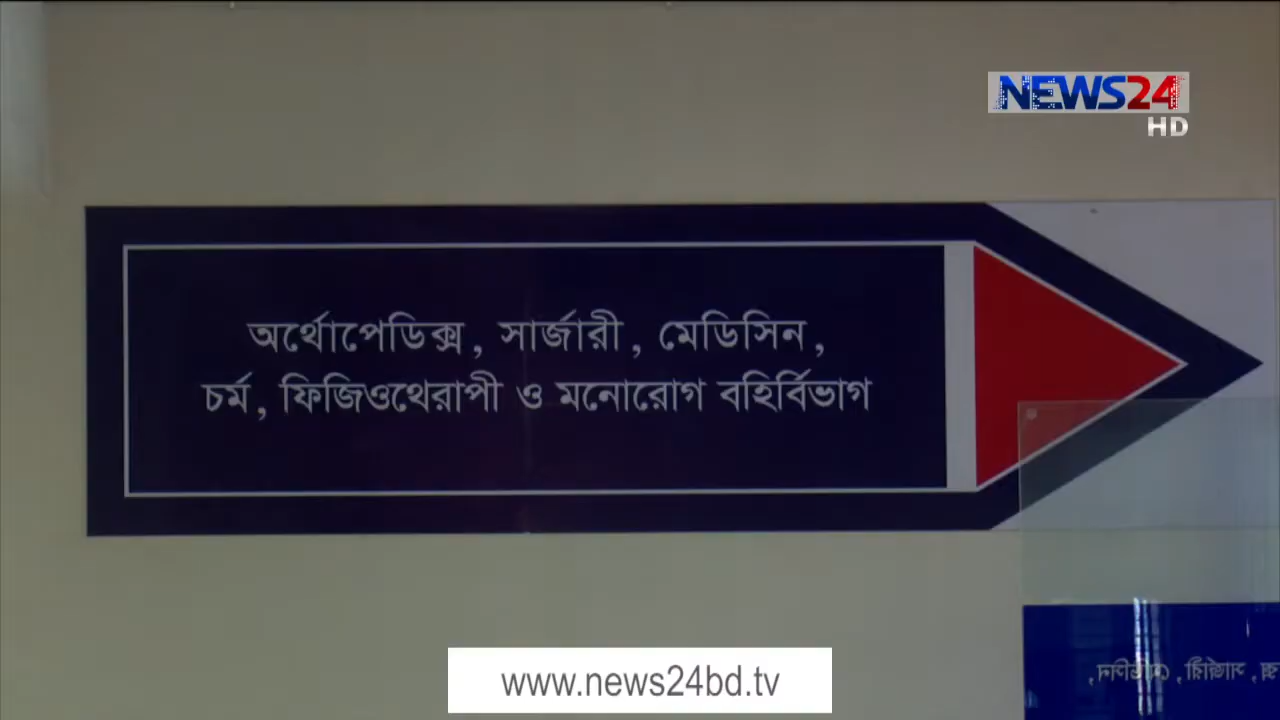 NEWS24
HD
অর্থোপেডিক্স, সার্জারী, মেডিসিন,
চর্ম, ফিজিওথেরাপী ও মনোরোগ বহির্বিভাগ
সার্জারী, মেডিসিন,
www.news24bd.tv